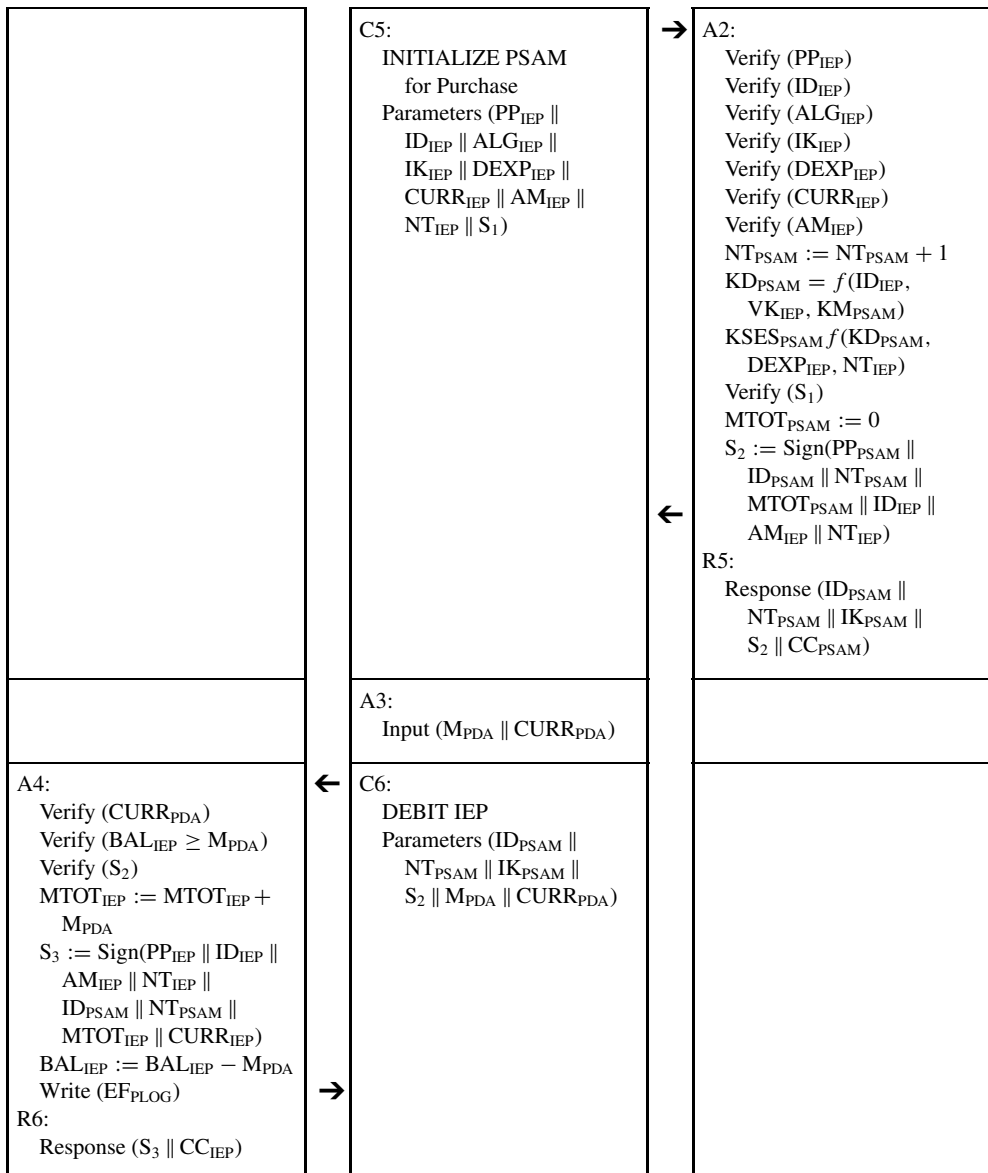 C5:
INITIALIZE PSAM
for Purchase
Parameters (PP_IEP ‖
ID_IEP ‖ ALG_IEP ‖
IK_IEP ‖ DEXP_IEP ‖
CURR_IEP ‖ AM_IEP ‖
NT_IEP ‖ S_1)
➔
A2:
Verify (PP_IEP)
Verify (ID_IEP)
Verify (ALG_IEP)
Verify (IK_IEP)
Verify (DEXP_IEP)
Verify (CURR_IEP)
Verify (AM_IEP)
NT_PSAM := NT_PSAM + 1
KD_PSAM = f(ID_IEP,
VK_IEP, KM_PSAM)
KSES_PSAM f(KD_PSAM,
DEXP_IEP, NT_IEP)
Verify (S_1)
MTOT_PSAM := 0
S_2 := Sign(PP_PSAM ‖
ID_PSAM ‖ NT_PSAM ‖
MTOT_PSAM ‖ ID_IEP ‖
AM_IEP ‖ NT_IEP)
R5:
Response (ID_PSAM ‖
NT_PSAM ‖ IK_PSAM ‖
S_2 ‖ CC_PSAM)
A3:
Input (M_PDA ‖ CURR_PDA)
A4:
Verify (CURR_PDA)
Verify (BAL_IEP ≥ M_PDA)
Verify (S_2)
MTOT_IEP := MTOT_IEP +
M_PDA
S_3 := Sign(PP_IEP ‖ ID_IEP ‖
AM_IEP ‖ NT_IEP ‖
ID_PSAM ‖ NT_PSAM ‖
MTOT_IEP ‖ CURR_IEP)
BAL_IEP := BAL_IEP − M_PDA
Write (EF_PLOG)
R6:
Response (S_3 ‖ CC_IEP)
C6:
DEBIT IEP
Parameters (ID_PSAM ‖
NT_PSAM ‖ IK_PSAM ‖
S_2 ‖ M_PDA ‖ CURR_PDA)